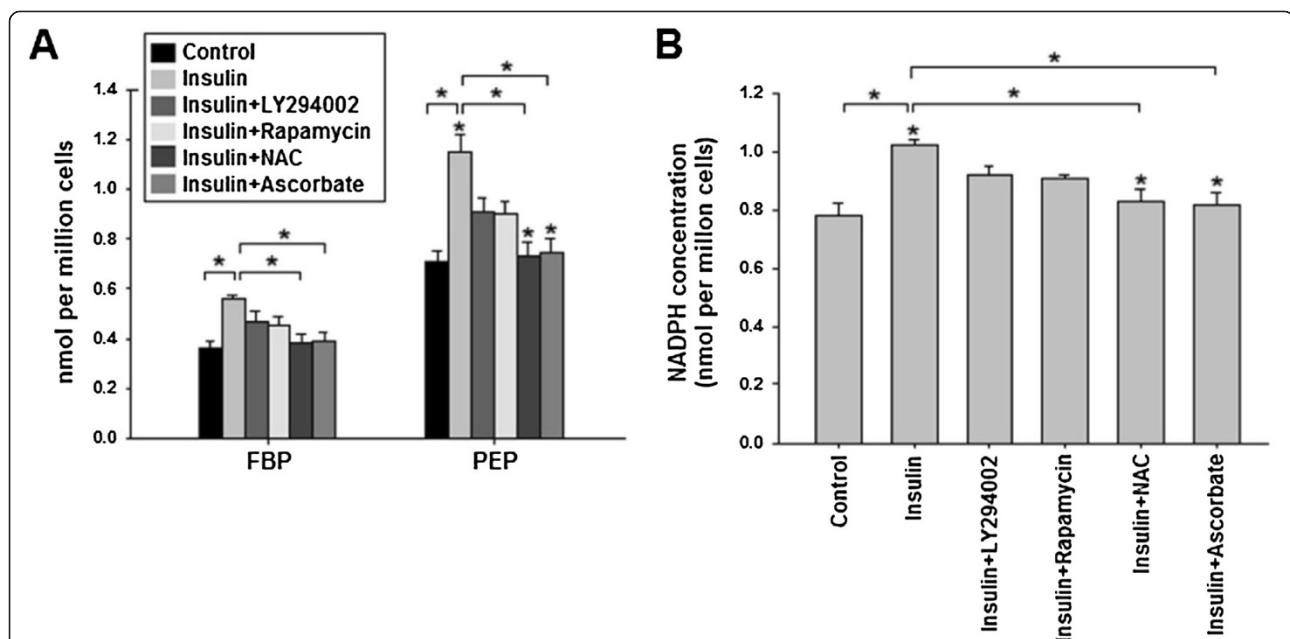 A
Control
Insulin
Insulin+LY294002
Insulin+Rapamycin
Insulin+NAC
Insulin+Ascorbate
nmol per million cells
1.4
1.2
1.0
0.8
0.6
0.4
0.2
0.0
* * *
* * * * * *
FBP PEP
B
NADPH concentration
(nmol per millon cells)
1.2
1.0
0.8
0.6
0.4
0.2
0.0
* * *
* * *
Control
Insulin
Insulin+LY294002
Insulin+Rapamycin
Insulin+NAC
Insulin+Ascorbate